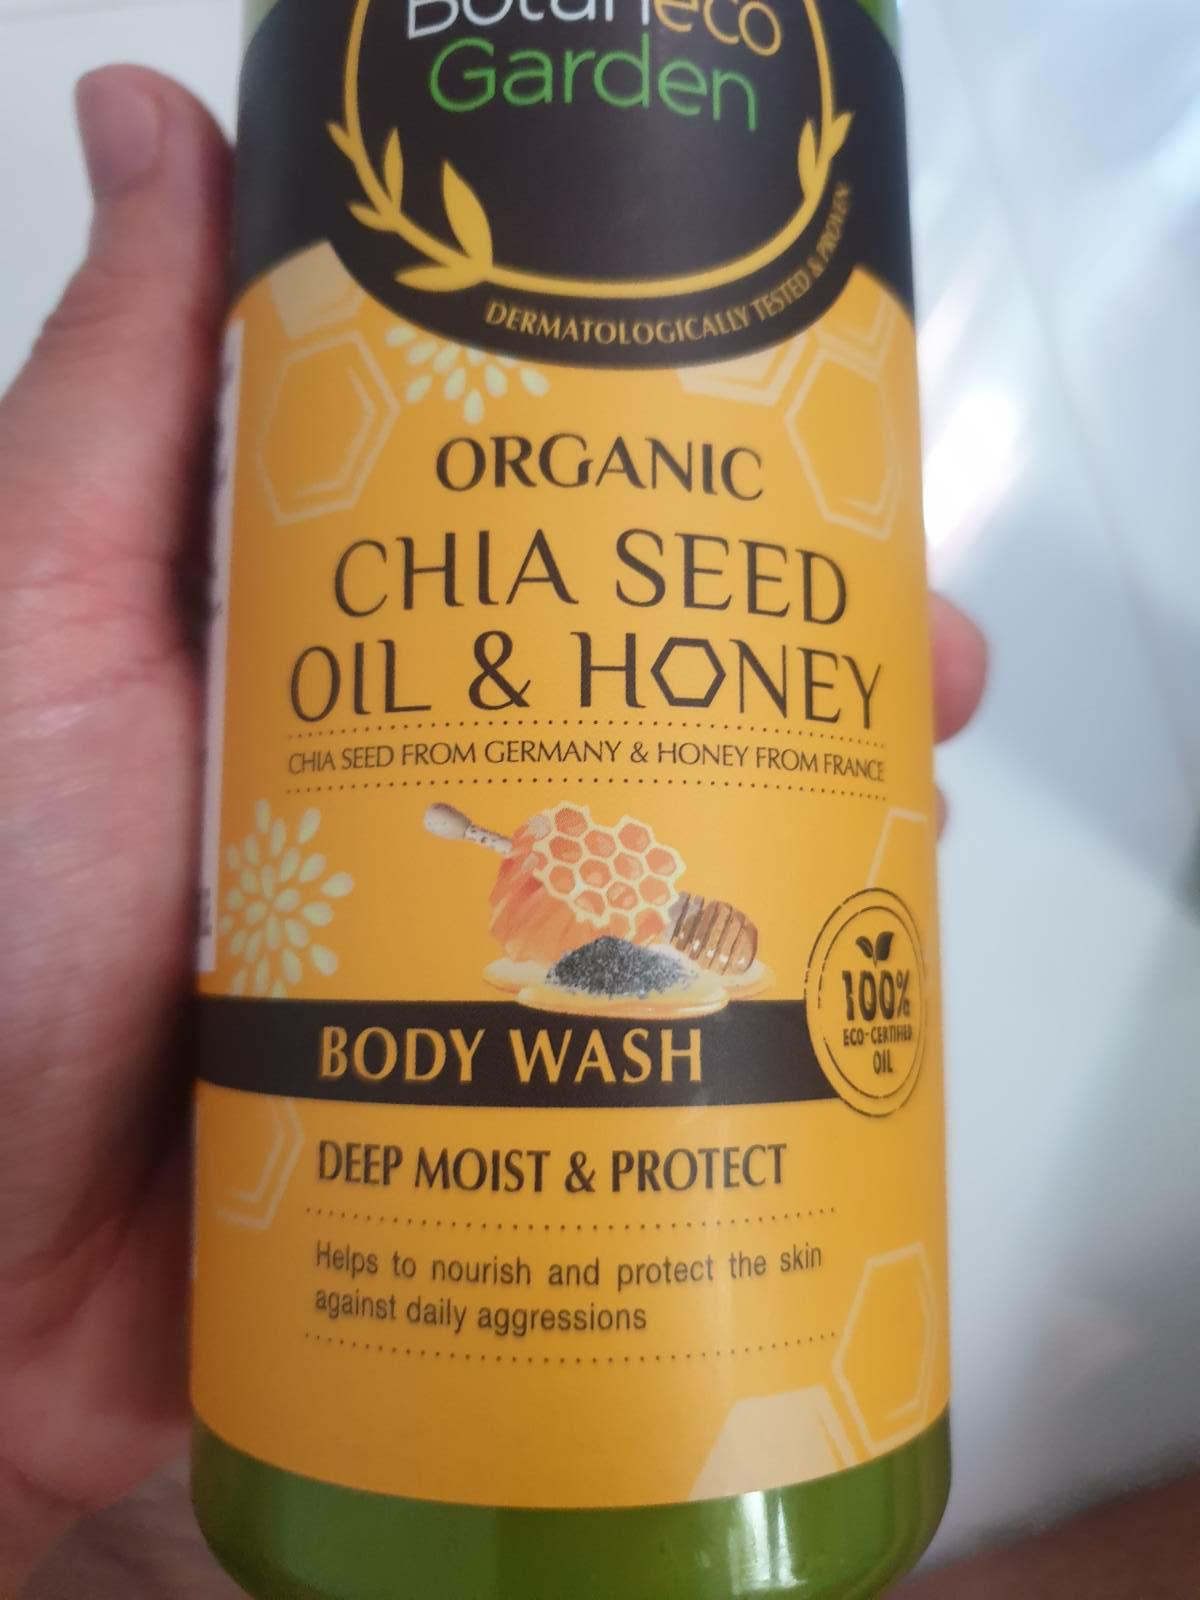 Botaneco
Garden
DERMATOLOGICALLY TESTED & PROVEN
ORGANIC
CHIA SEED
OIL & HONEY
CHIA SEED FROM GERMANY & HONEY FROM FRANCE
100%
ECO-CERTIFIED
OIL
BODY WASH
DEEP MOIST & PROTECT
Helps to nourish and protect the skin
against daily aggressions